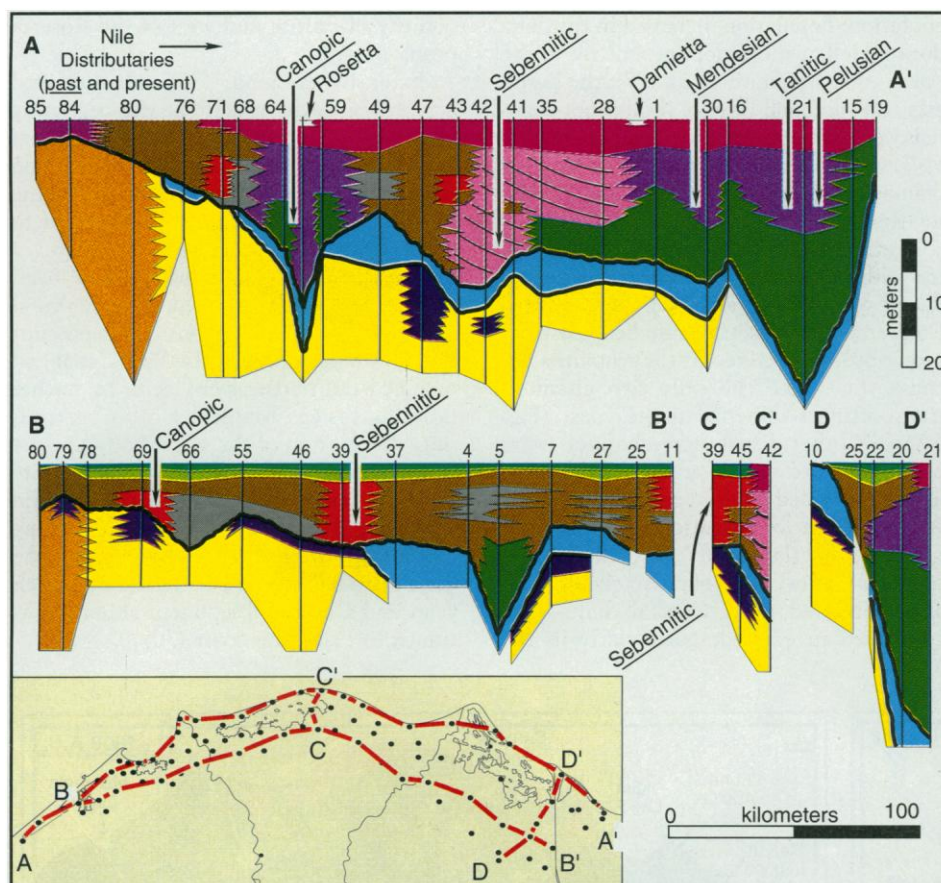 A
Nile
Distributaries
(past and present)
Canopic
Rosetta
Sebennitic
Damietta
Mendesian
Tanitic
Pelusian
A'
85 84 80 76 71 68 64 59 49 47 43 42 41 35 28 1 30 16 21 15 19
0
10
20
meters
B
Canopic
Sebennitic
B' C C' D D'
80 79 78 69 66 55 46 39 37 4 5 7 27 25 11 39 45 42 10 25 22 20 21
Sebennitic
C'
C
B
A
D'
D
B'
A'
0 kilometers 100